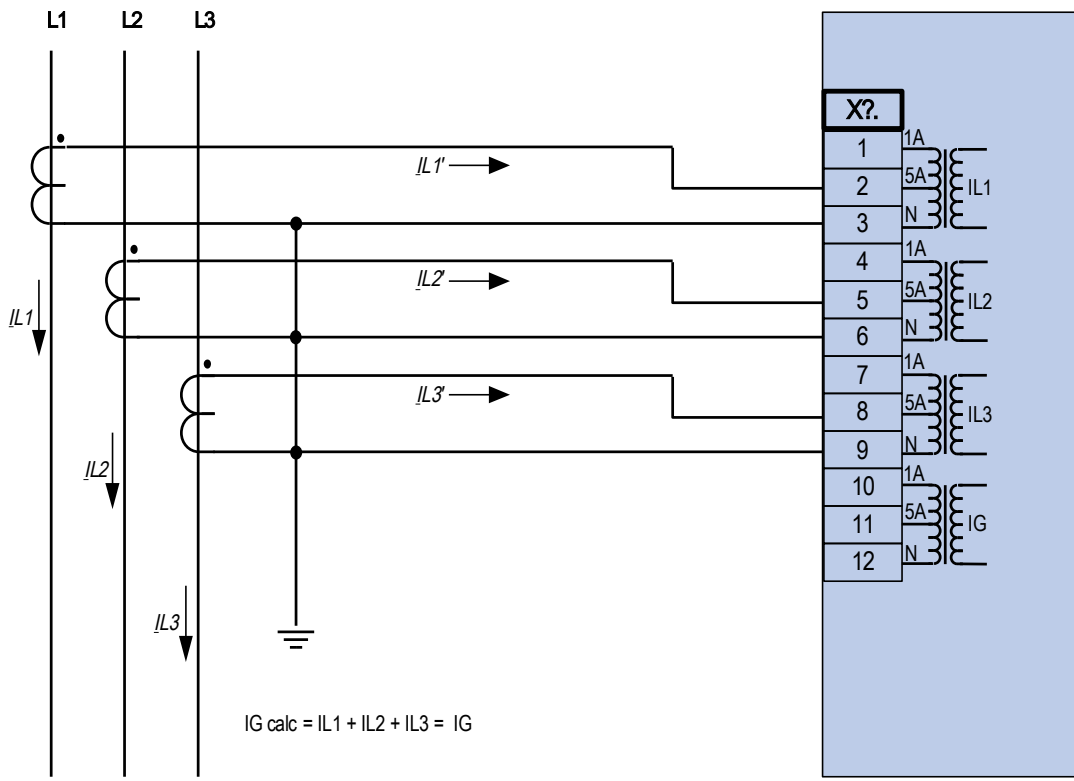 L1 L2 L3
X?.
1 1A
IL1'
2 5A IL1
3 N
4 1A
IL2'
5 5A IL2
IL1
6 N
7 1A
IL3'
8 5A IL3
9 N
IL2
10 1A
11 5A IG
12 N
IL3
IG calc = IL1 + IL2 + IL3 = IG